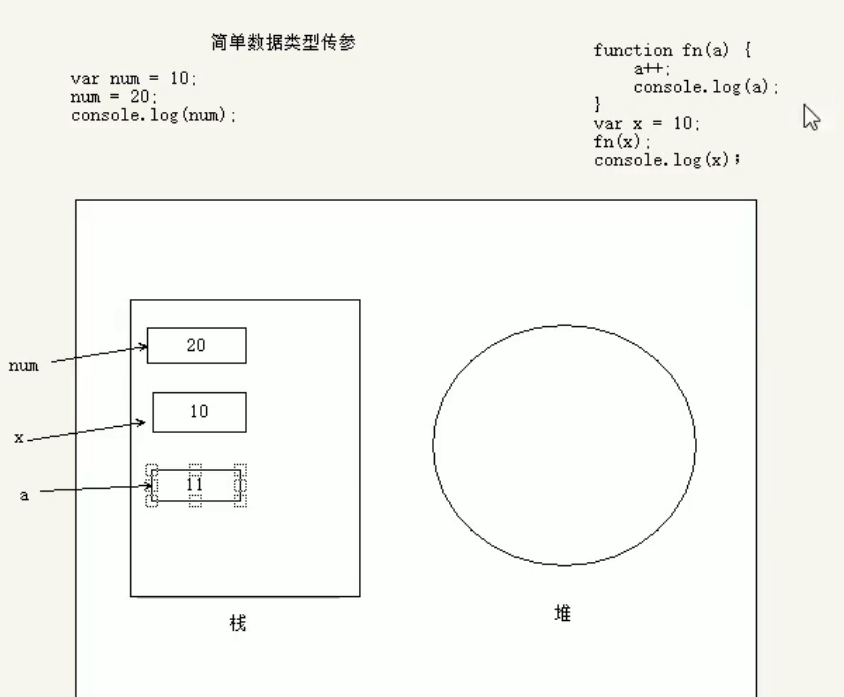 简单数据类型传参
var num = 10;
num = 20;
console.log(num);
function fn(a) {
    a++;
    console.log(a);
}
var x = 10;
fn(x);
console.log(x);
num
20
x
10
a
11
栈
堆